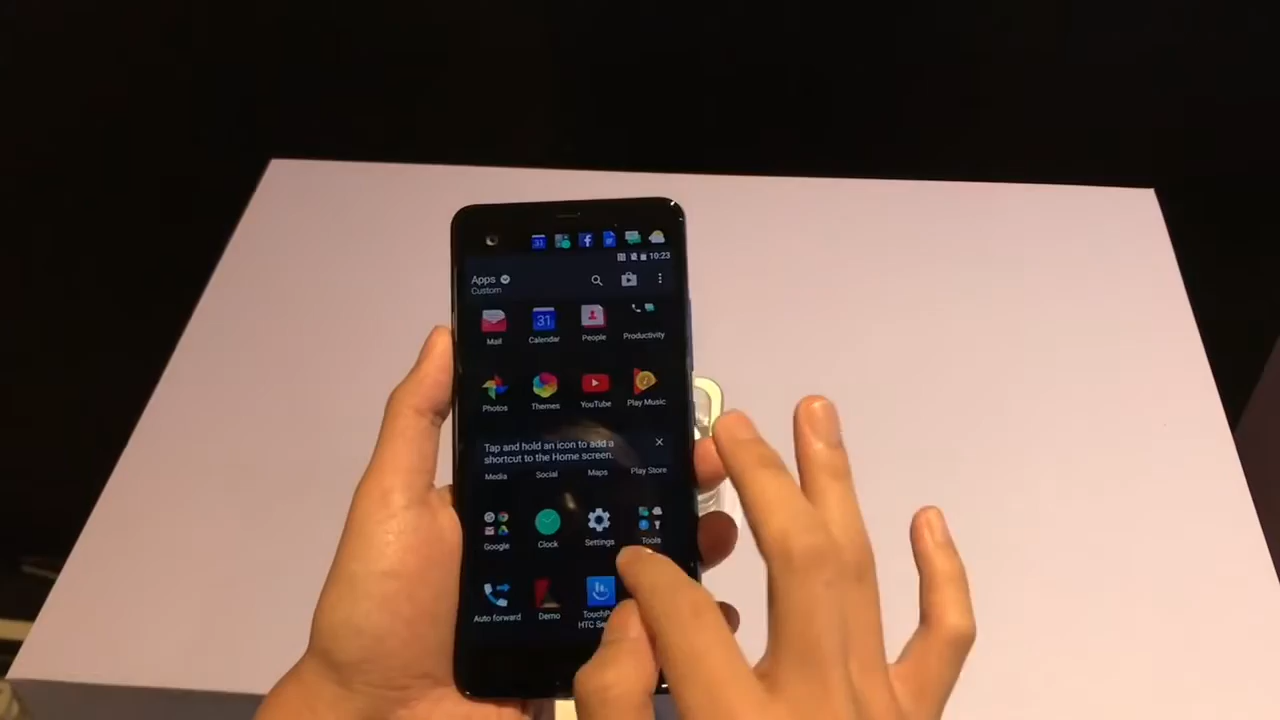 31
10:23
Apps
Custom
31
Mail
Calendar
People
Productivity
Photos
Themes
YouTube
Play Music
Tap and hold an icon to add a
shortcut to the Home screen.
Media
Social
Maps
Play Store
Google
Clock
Settings
Tools
Auto forward
Demo
HTC